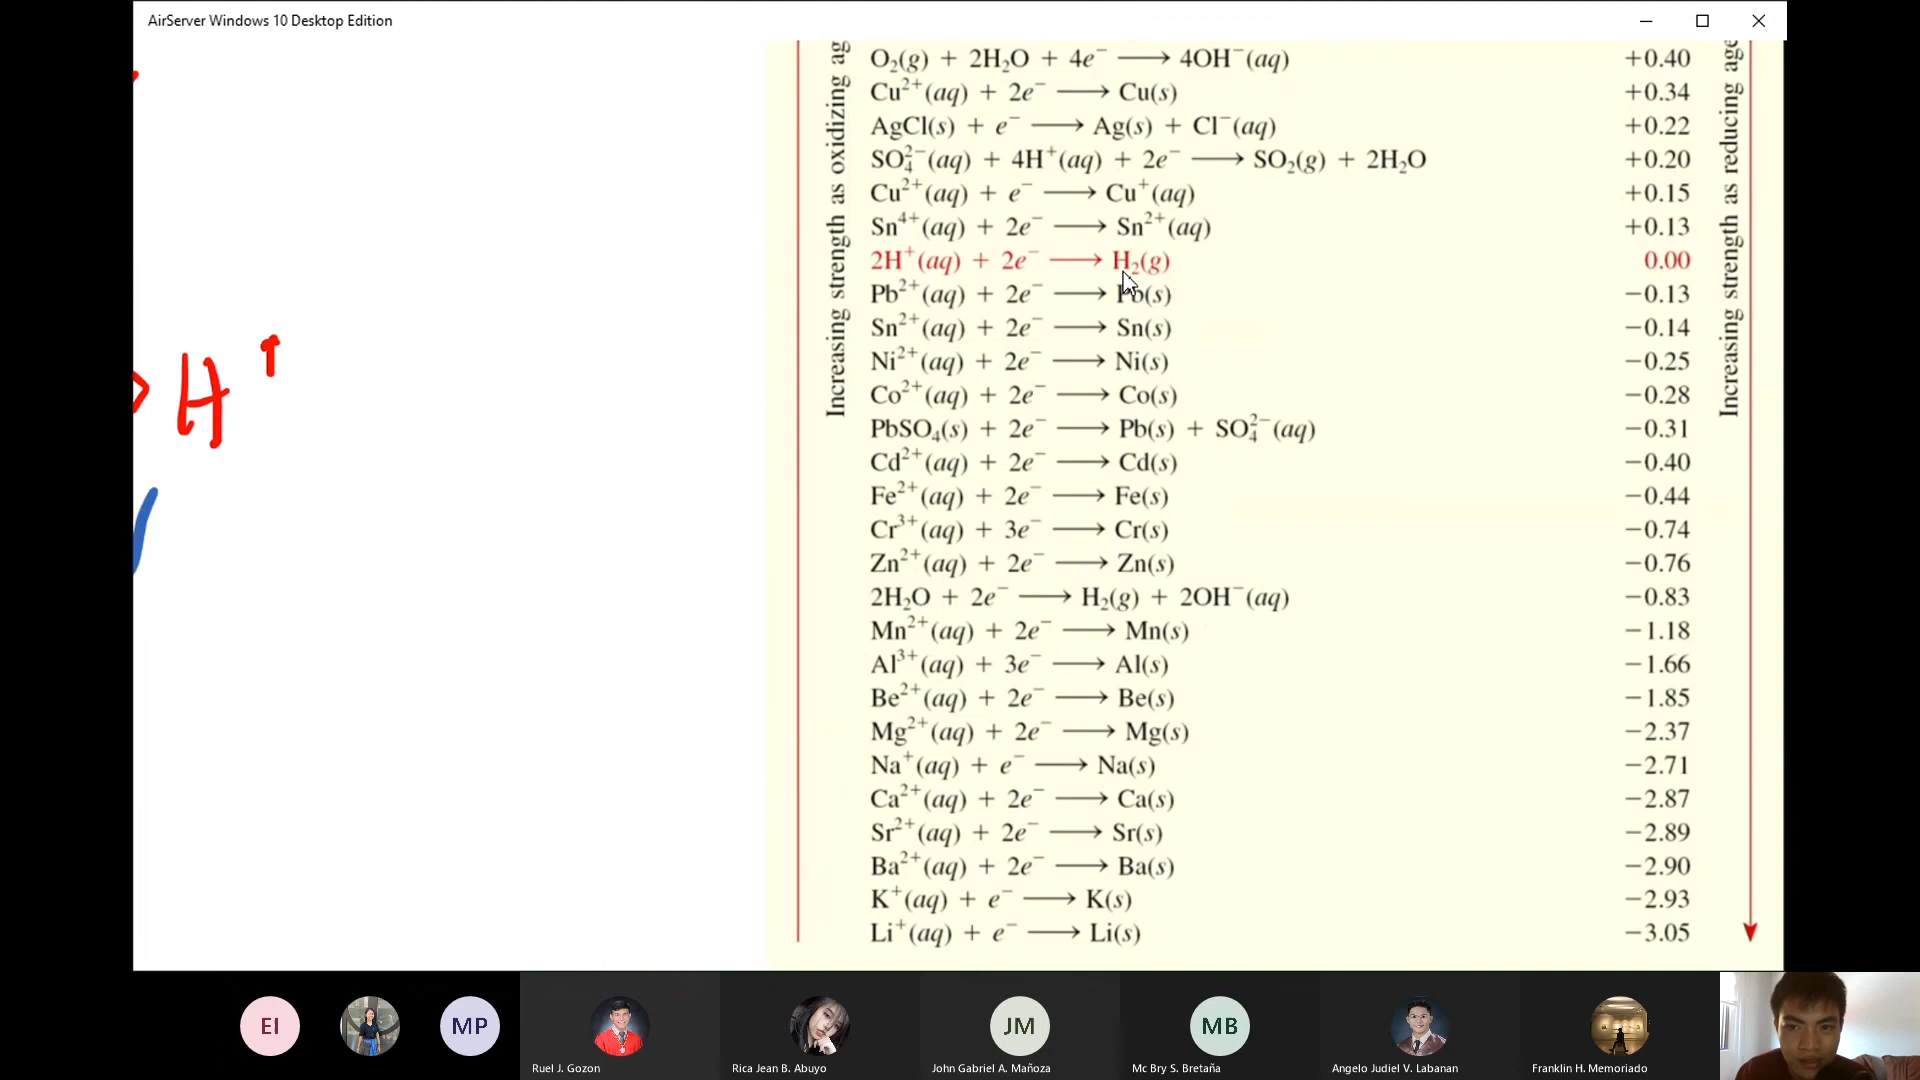 AirServer Windows 10 Desktop Edition
Increasing strength as oxidizing ag
O₂(g) + 2H₂O + 4e⁻ ⟶ 4OH⁻(aq) +0.40
Cu²⁺(aq) + 2e⁻ ⟶ Cu(s) +0.34
AgCl(s) + e⁻ ⟶ Ag(s) + Cl⁻(aq) +0.22
SO₄²⁻(aq) + 4H⁺(aq) + 2e⁻ ⟶ SO₂(g) + 2H₂O +0.20
Cu²⁺(aq) + e⁻ ⟶ Cu⁺(aq) +0.15
Sn⁴⁺(aq) + 2e⁻ ⟶ Sn²⁺(aq) +0.13
2H⁺(aq) + 2e⁻ ⟶ H₂(g) 0.00
Pb²⁺(aq) + 2e⁻ ⟶ Pb(s) −0.13
Sn²⁺(aq) + 2e⁻ ⟶ Sn(s) −0.14
Ni²⁺(aq) + 2e⁻ ⟶ Ni(s) −0.25
Co²⁺(aq) + 2e⁻ ⟶ Co(s) −0.28
PbSO₄(s) + 2e⁻ ⟶ Pb(s) + SO₄²⁻(aq) −0.31
Cd²⁺(aq) + 2e⁻ ⟶ Cd(s) −0.40
Fe²⁺(aq) + 2e⁻ ⟶ Fe(s) −0.44
Cr³⁺(aq) + 3e⁻ ⟶ Cr(s) −0.74
Zn²⁺(aq) + 2e⁻ ⟶ Zn(s) −0.76
2H₂O + 2e⁻ ⟶ H₂(g) + 2OH⁻(aq) −0.83
Mn²⁺(aq) + 2e⁻ ⟶ Mn(s) −1.18
Al³⁺(aq) + 3e⁻ ⟶ Al(s) −1.66
Be²⁺(aq) + 2e⁻ ⟶ Be(s) −1.85
Mg²⁺(aq) + 2e⁻ ⟶ Mg(s) −2.37
Na⁺(aq) + e⁻ ⟶ Na(s) −2.71
Ca²⁺(aq) + 2e⁻ ⟶ Ca(s) −2.87
Sr²⁺(aq) + 2e⁻ ⟶ Sr(s) −2.89
Ba²⁺(aq) + 2e⁻ ⟶ Ba(s) −2.90
K⁺(aq) + e⁻ ⟶ K(s) −2.93
Li⁺(aq) + e⁻ ⟶ Li(s) −3.05
Increasing strength as reducing age
H
EI
MP
JM
MB
Ruel J. Gozon
Rica Jean B. Abuyo
John Gabriel A. Mañoza
Mc Bry S. Bretaña
Angelo Judiel V. Labanan
Franklin H. Memoriado